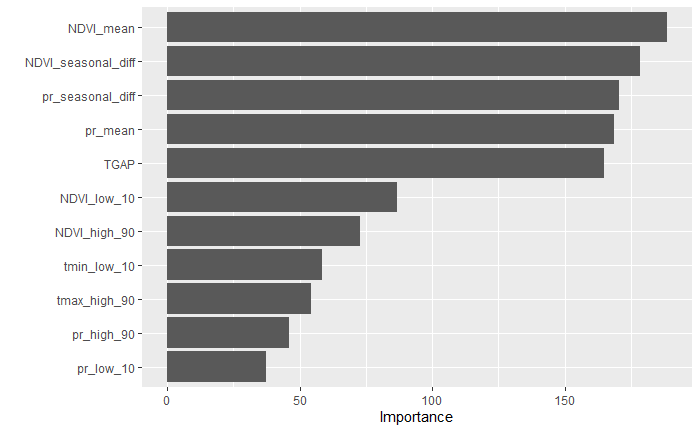 NDVI_mean
NDVI_seasonal_diff
pr_seasonal_diff
pr_mean
TGAP
NDVI_low_10
NDVI_high_90
tmin_low_10
tmax_high_90
pr_high_90
pr_low_10
0 50 100 150
Importance